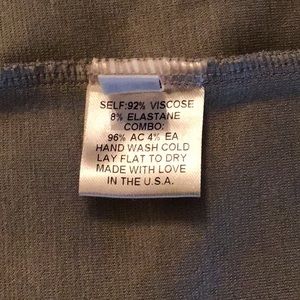 SELF:92% VISCOSE
8% ELASTANE
COMBO:
96% AC 4% EA
HAND WASH COLD
LAY FLAT TO DRY
MADE WITH LOVE
IN THE U.S.A.